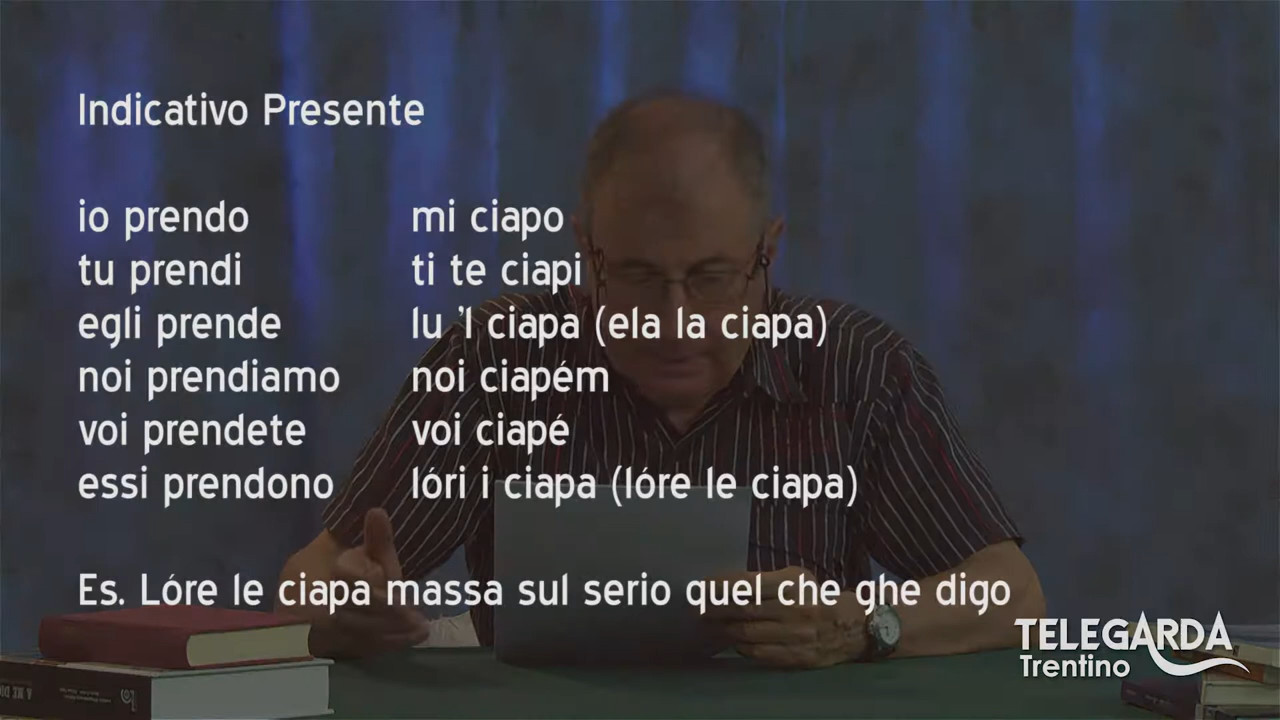 Indicativo Presente
io prendo mi ciapo
tu prendi ti te ciapi
egli prende lu 'l ciapa (ela la ciapa)
noi prendiamo noi ciapém
voi prendete voi ciapé
essi prendono lóri i ciapa (lóre le ciapa)
Es. Lóre le ciapa massa sul serio quel che ghe digo
TELEGARDA
Trentino